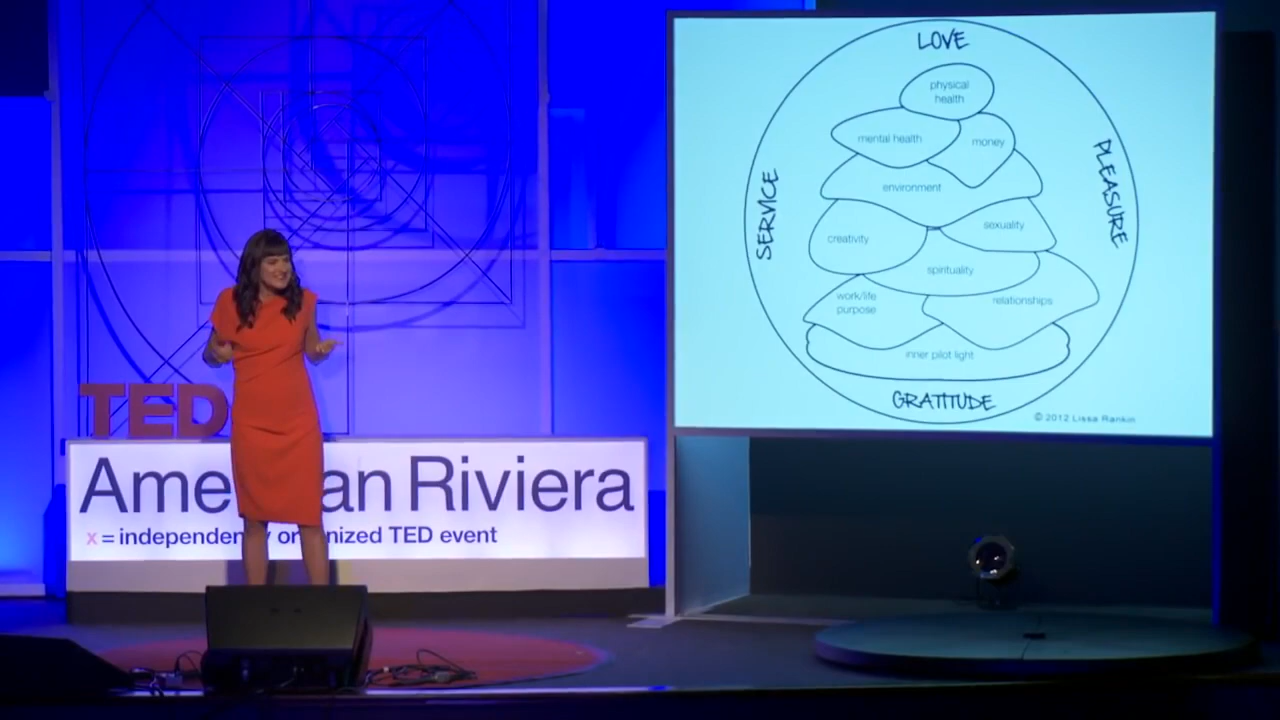 TED
American Riviera
x = independently organized TED event
LOVE
physical
health
mental health
money
PLEASURE
SERVICE
environment
creativity
sexuality
spirituality
work/life
purpose
relationships
inner pilot light
GRATITUDE
© 2012 Lissa Rankin